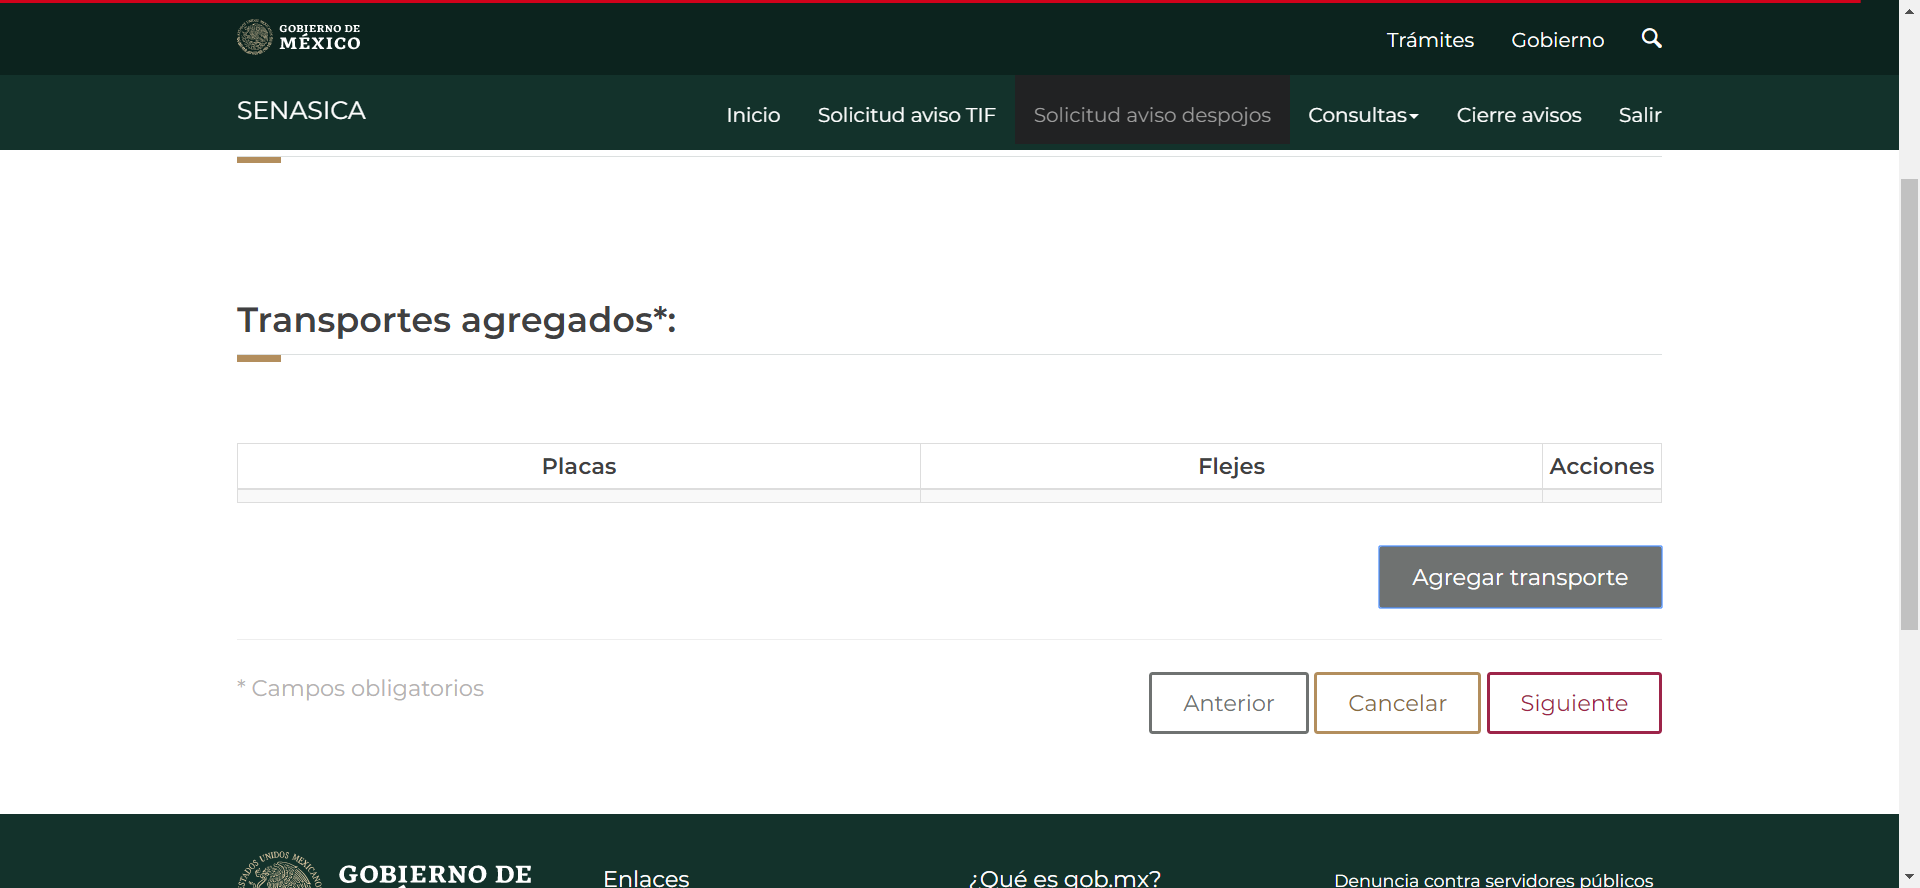 GOBIERNO DE
MÉXICO
Trámites Gobierno
SENASICA
Inicio Solicitud aviso TIF Solicitud aviso despojos Consultas Cierre avisos Salir
Transportes agregados*:
Placas Flejes Acciones
Agregar transporte
* Campos obligatorios
Anterior Cancelar Siguiente
ESTADOS UNIDOS MEXICANOS
GOBIERNO DE
Enlaces
¿Qué es gob.mx?
Denuncia contra servidores públicos